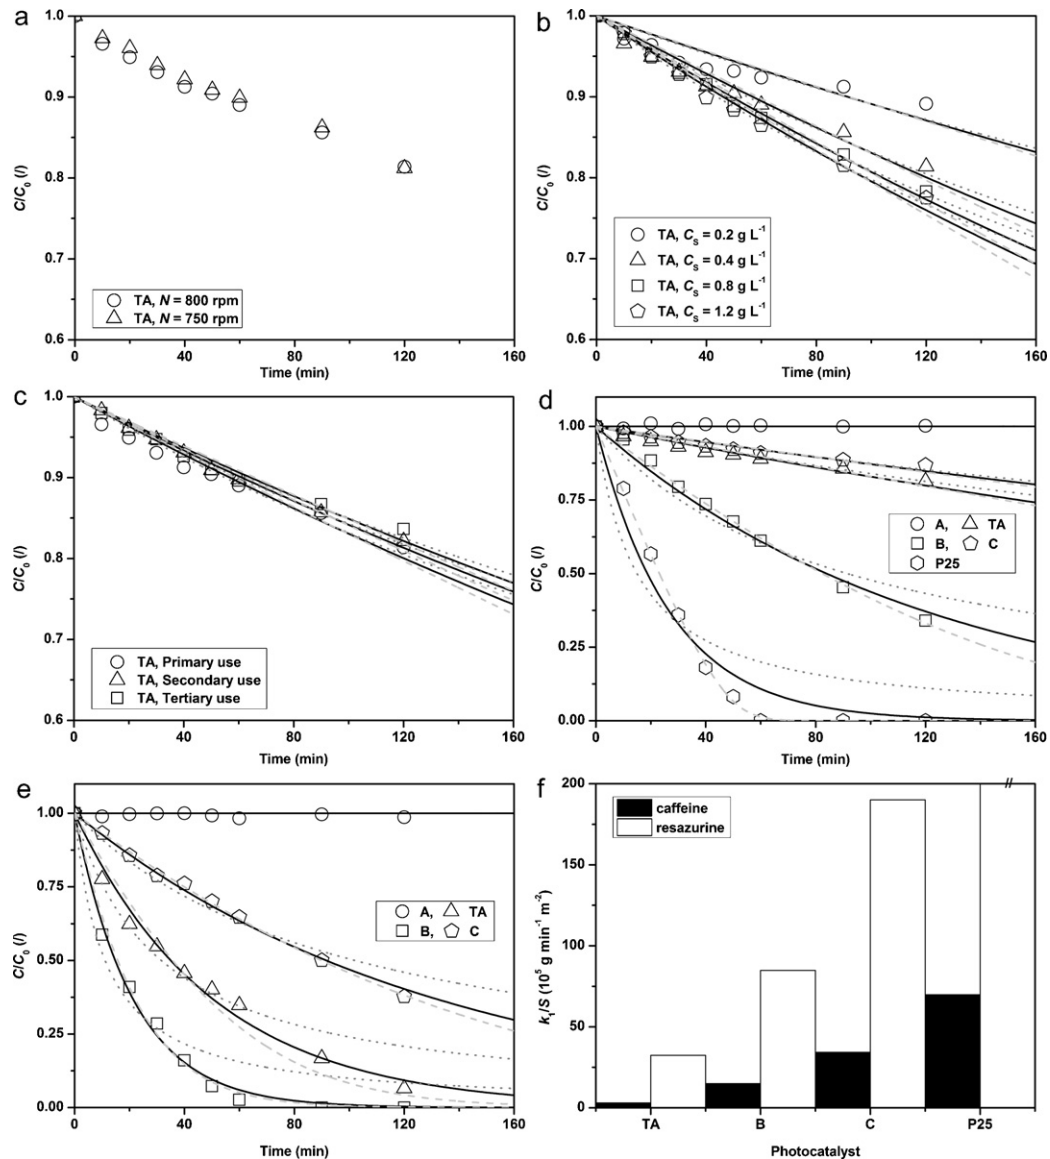 a
1.0
0.9
0.8
0.7
0.6
C/C₀ (/)
TA, N = 800 rpm
TA, N = 750 rpm
0 40 80 120 160
Time (min)
b
1.0
0.9
0.8
0.7
0.6
C/C₀ (/)
TA, Cₛ = 0.2 g L⁻¹
TA, Cₛ = 0.4 g L⁻¹
TA, Cₛ = 0.8 g L⁻¹
TA, Cₛ = 1.2 g L⁻¹
0 40 80 120 160
Time (min)
c
1.0
0.9
0.8
0.7
0.6
C/C₀ (/)
TA, Primary use
TA, Secondary use
TA, Tertiary use
0 40 80 120 160
Time (min)
d
1.00
0.75
0.50
0.25
0.00
C/C₀ (/)
A, TA
B, C
P25
0 40 80 120 160
Time (min)
e
1.00
0.75
0.50
0.25
0.00
C/C₀ (/)
A, TA
B, C
0 40 80 120 160
Time (min)
f
200
150
100
50
0
k₁/S (10⁵ g min⁻¹ m⁻²)
caffeine
resazurine
//
TA B C P25
Photocatalyst